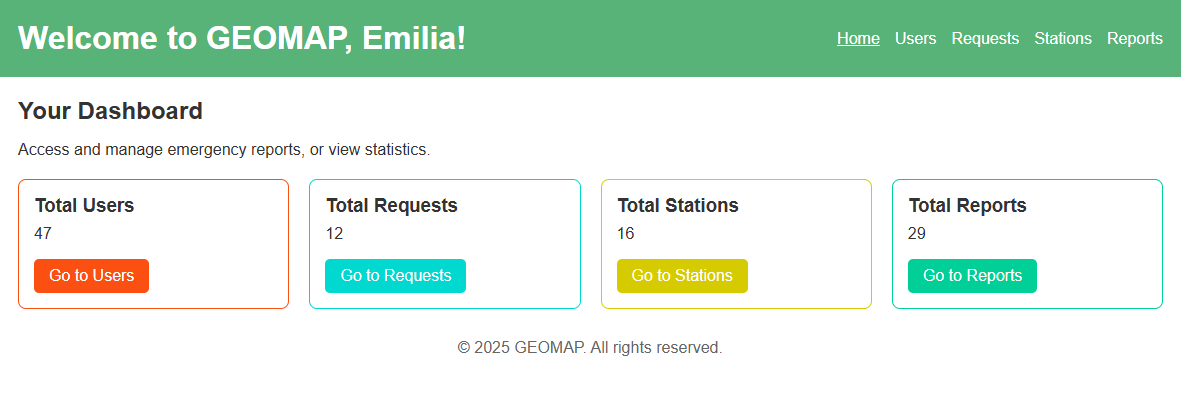 Welcome to GEOMAP, Emilia!
Home Users Requests Stations Reports
Your Dashboard
Access and manage emergency reports, or view statistics.
Total Users
47
Go to Users
Total Requests
12
Go to Requests
Total Stations
16
Go to Stations
Total Reports
29
Go to Reports
© 2025 GEOMAP. All rights reserved.